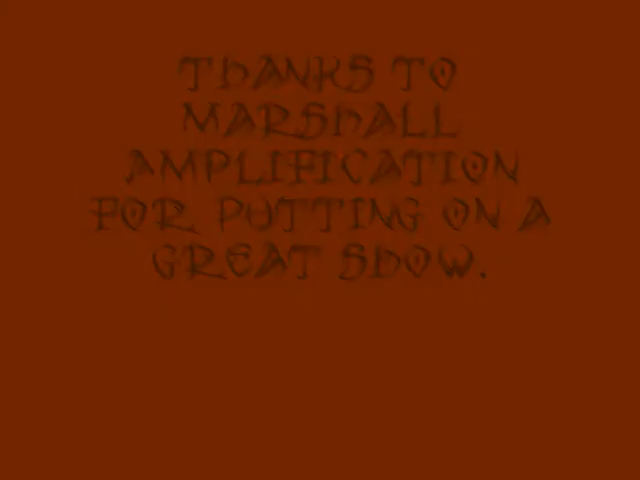 THANKS TO
MARSHALL
AMPLIFICATION
FOR PUTTING ON A
GREAT SHOW.